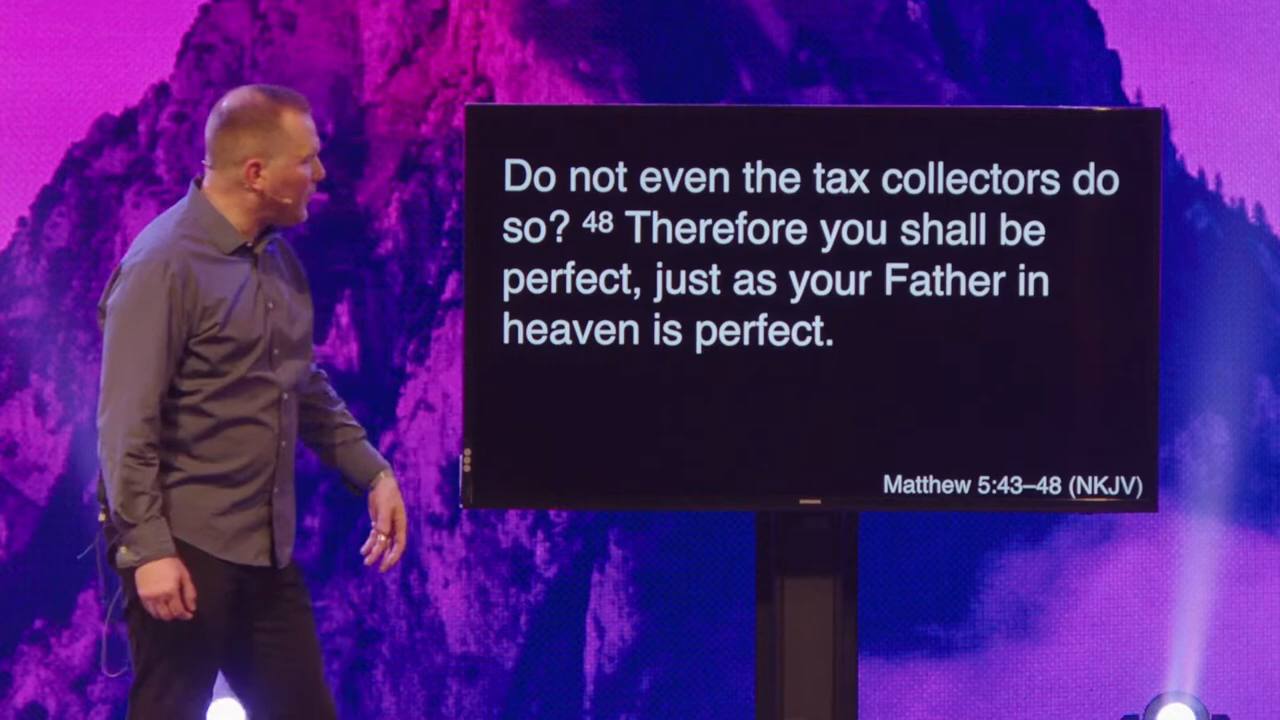 Do not even the tax collectors do
so? 48 Therefore you shall be
perfect, just as your Father in
heaven is perfect.
Matthew 5:43–48 (NKJV)